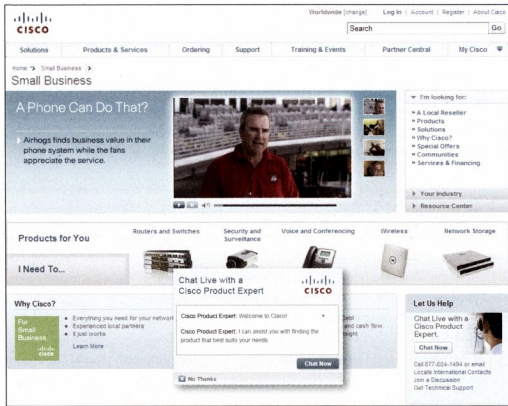 Worldwide [change] Log In | Account | Register | About Cisco
CISCO
Search Go
Solutions Products & Services Ordering Support Training & Events Partner Central My Cisco
Home > Small Business >
Small Business
A Phone Can Do That?
Airhogs finds business value in their
phone system while the fans
appreciate the service.
I'm looking for:
A Local Reseller
Products
Solutions
Why Cisco?
Special Offers
Communities
Services & Financing
Your Industry
Resource Center
Products for You
I Need To...
Routers and Switches
Security and
Surveillance
Voice and Conferencing
Wireless
Network Storage
Chat Live with a
Cisco Product Expert
CISCO
Cisco Product Expert: Welcome to Cisco!
Cisco Product Expert: I can assist you with finding the
product that best suits your needs
Chat Now
No Thanks
Why Cisco?
For
Small
Business
CISCO
Everything you need for your network
Experienced local partners
It just works
Learn More
and cash flow.
Let Us Help
Chat Live with a
Cisco Product
Expert.
Chat Now
Call 877-604-1494 or email
Locate International Contacts
Join a Discussion
Get Technical Support